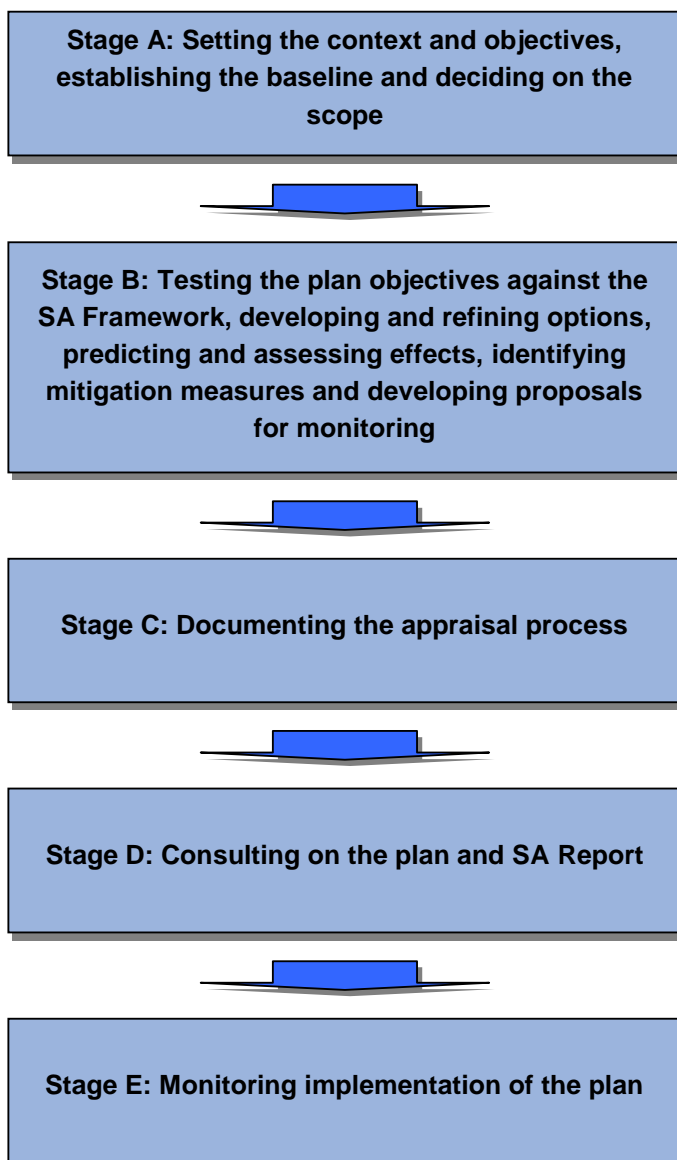 Stage A: Setting the context and objectives,
establishing the baseline and deciding on the
scope
Stage B: Testing the plan objectives against the
SA Framework, developing and refining options,
predicting and assessing effects, identifying
mitigation measures and developing proposals
for monitoring
Stage C: Documenting the appraisal process
Stage D: Consulting on the plan and SA Report
Stage E: Monitoring implementation of the plan